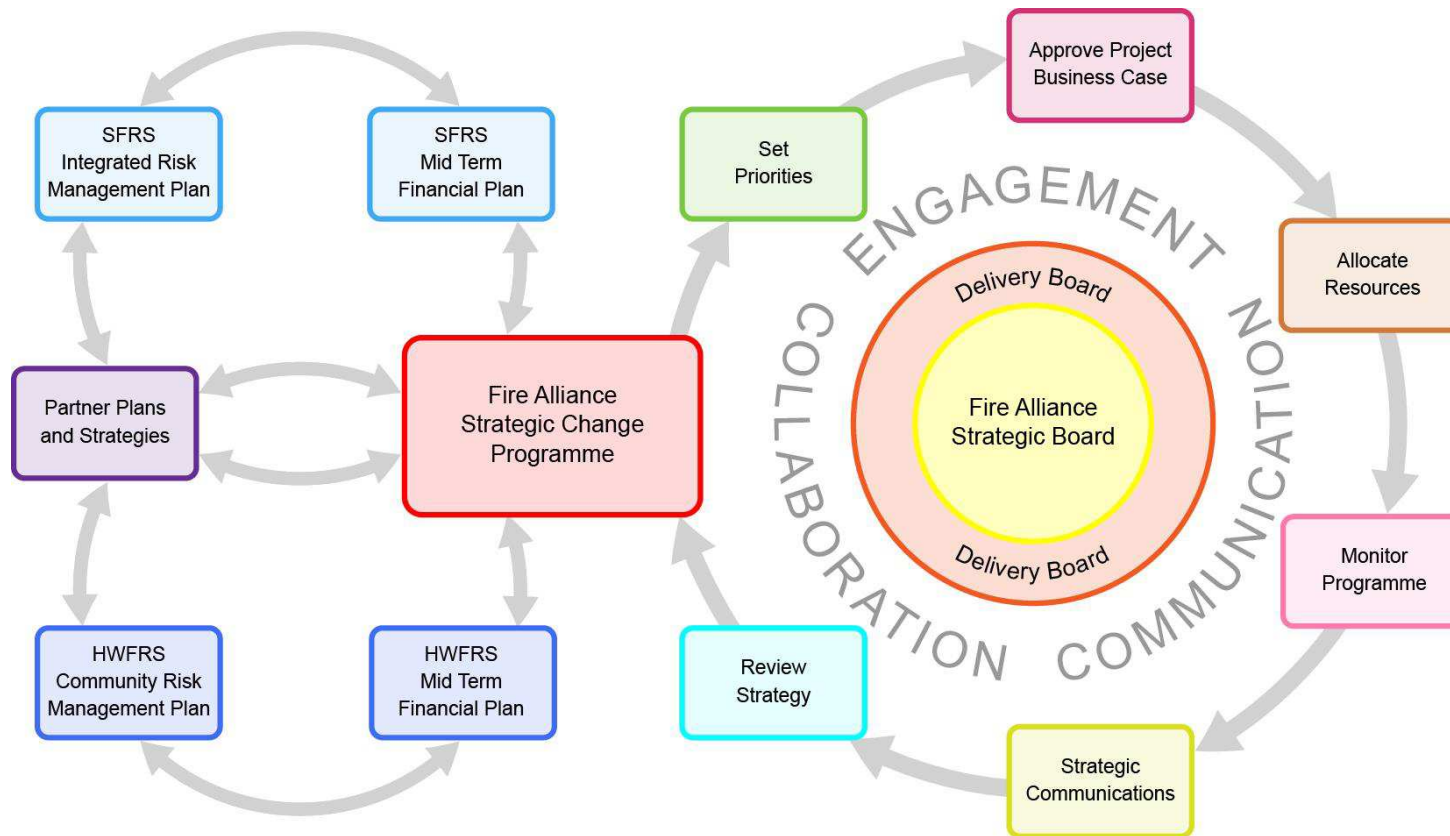 SFRS
Integrated Risk
Management Plan
SFRS
Mid Term
Financial Plan
Partner Plans
and Strategies
Fire Alliance
Strategic Change
Programme
HWFRS
Community Risk
Management Plan
HWFRS
Mid Term
Financial Plan
Set
Priorities
Approve Project
Business Case
Allocate
Resources
Monitor
Programme
Strategic
Communications
Review
Strategy
ENGAGEMENT
COMMUNICATION
COLLABORATION
Delivery Board
Fire Alliance
Strategic Board
Delivery Board